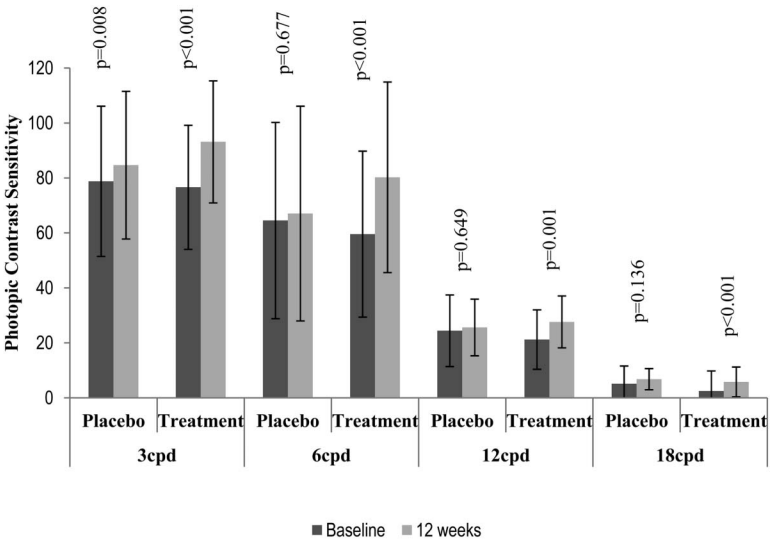 p=0.008
p<0.001
p=0.677
p<0.001
p=0.649
p=0.001
p=0.136
p<0.001
Photopic Contrast Sensitivity
120
100
80
60
40
20
0
Placebo Treatment Placebo Treatment Placebo Treatment Placebo Treatment
3cpd 6cpd 12cpd 18cpd
Baseline 12 weeks